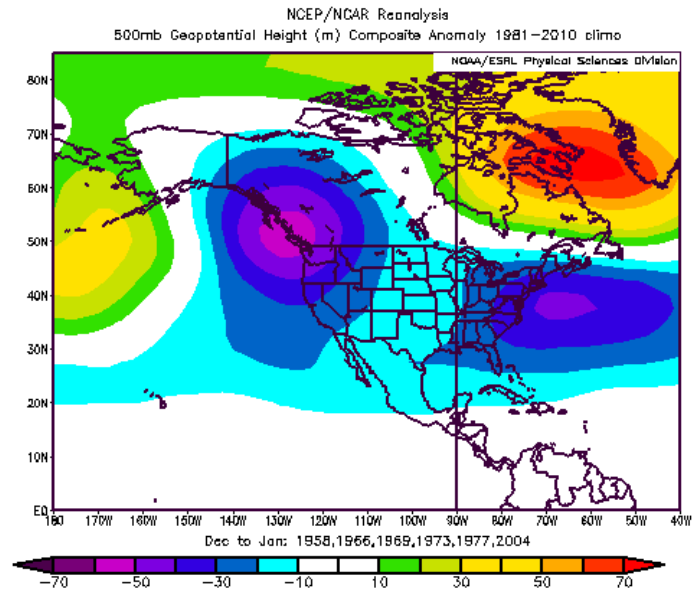 NCEP/NCAR Reanalysis
500mb Geopotential Height (m) Composite Anomaly 1981-2010 climo
NOAA/ESRL Physical Sciences Division
80N
70N
60N
50N
40N
30N
20N
10N
EQ
180 170W 160W 150W 140W 130W 120W 110W 100W 90W 80W 70W 60W 50W 40W
Dec to Jan: 1958,1966,1969,1973,1977,2004
-70 -50 -30 -10 10 30 50 70